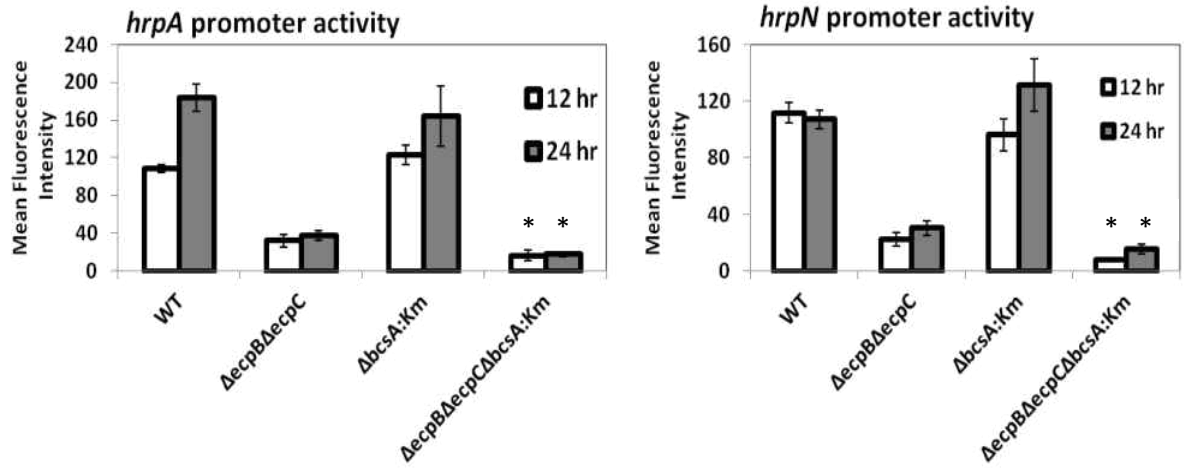 hrpA promoter activity
Mean Fluorescence
Intensity
240
200
160
120
80
40
0
12 hr
24 hr
* *
WT
ΔecpBΔecpC
ΔbcsA:Km
ΔecpBΔecpCΔbcsA:Km
hrpN promoter activity
Mean Fluorescence
Intensity
160
120
80
40
0
12 hr
24 hr
* *
WT
ΔecpBΔecpC
ΔbcsA:Km
ΔecpBΔecpCΔbcsA:Km